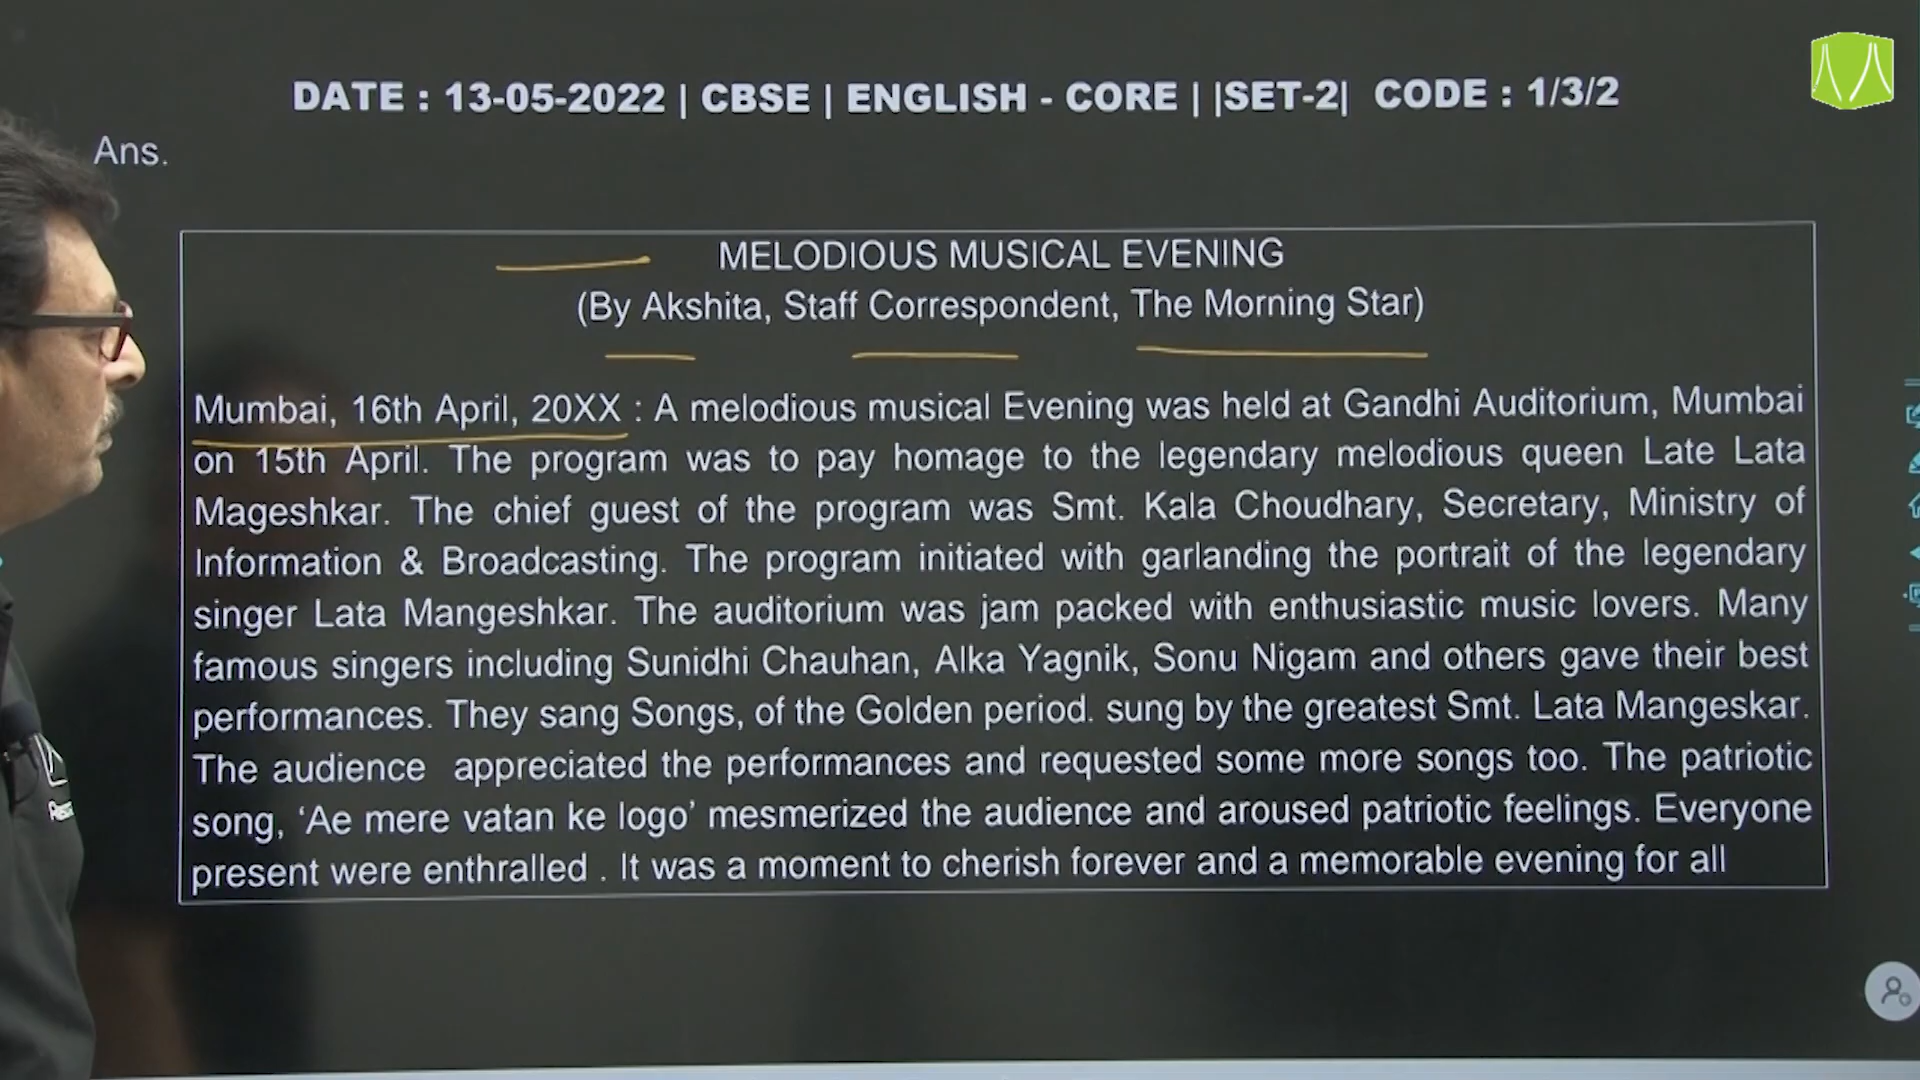 DATE : 13-05-2022 | CBSE | ENGLISH - CORE | |SET-2| CODE : 1/3/2
Ans.
MELODIOUS MUSICAL EVENING
(By Akshita, Staff Correspondent, The Morning Star)
Mumbai, 16th April, 20XX : A melodious musical Evening was held at Gandhi Auditorium, Mumbai
on 15th April. The program was to pay homage to the legendary melodious queen Late Lata
Mageshkar. The chief guest of the program was Smt. Kala Choudhary, Secretary, Ministry of
Information & Broadcasting. The program initiated with garlanding the portrait of the legendary
singer Lata Mangeshkar. The auditorium was jam packed with enthusiastic music lovers. Many
famous singers including Sunidhi Chauhan, Alka Yagnik, Sonu Nigam and others gave their best
performances. They sang Songs, of the Golden period. sung by the greatest Smt. Lata Mangeskar.
The audience appreciated the performances and requested some more songs too. The patriotic
song, ‘Ae mere vatan ke logo’ mesmerized the audience and aroused patriotic feelings. Everyone
present were enthralled . It was a moment to cherish forever and a memorable evening for all